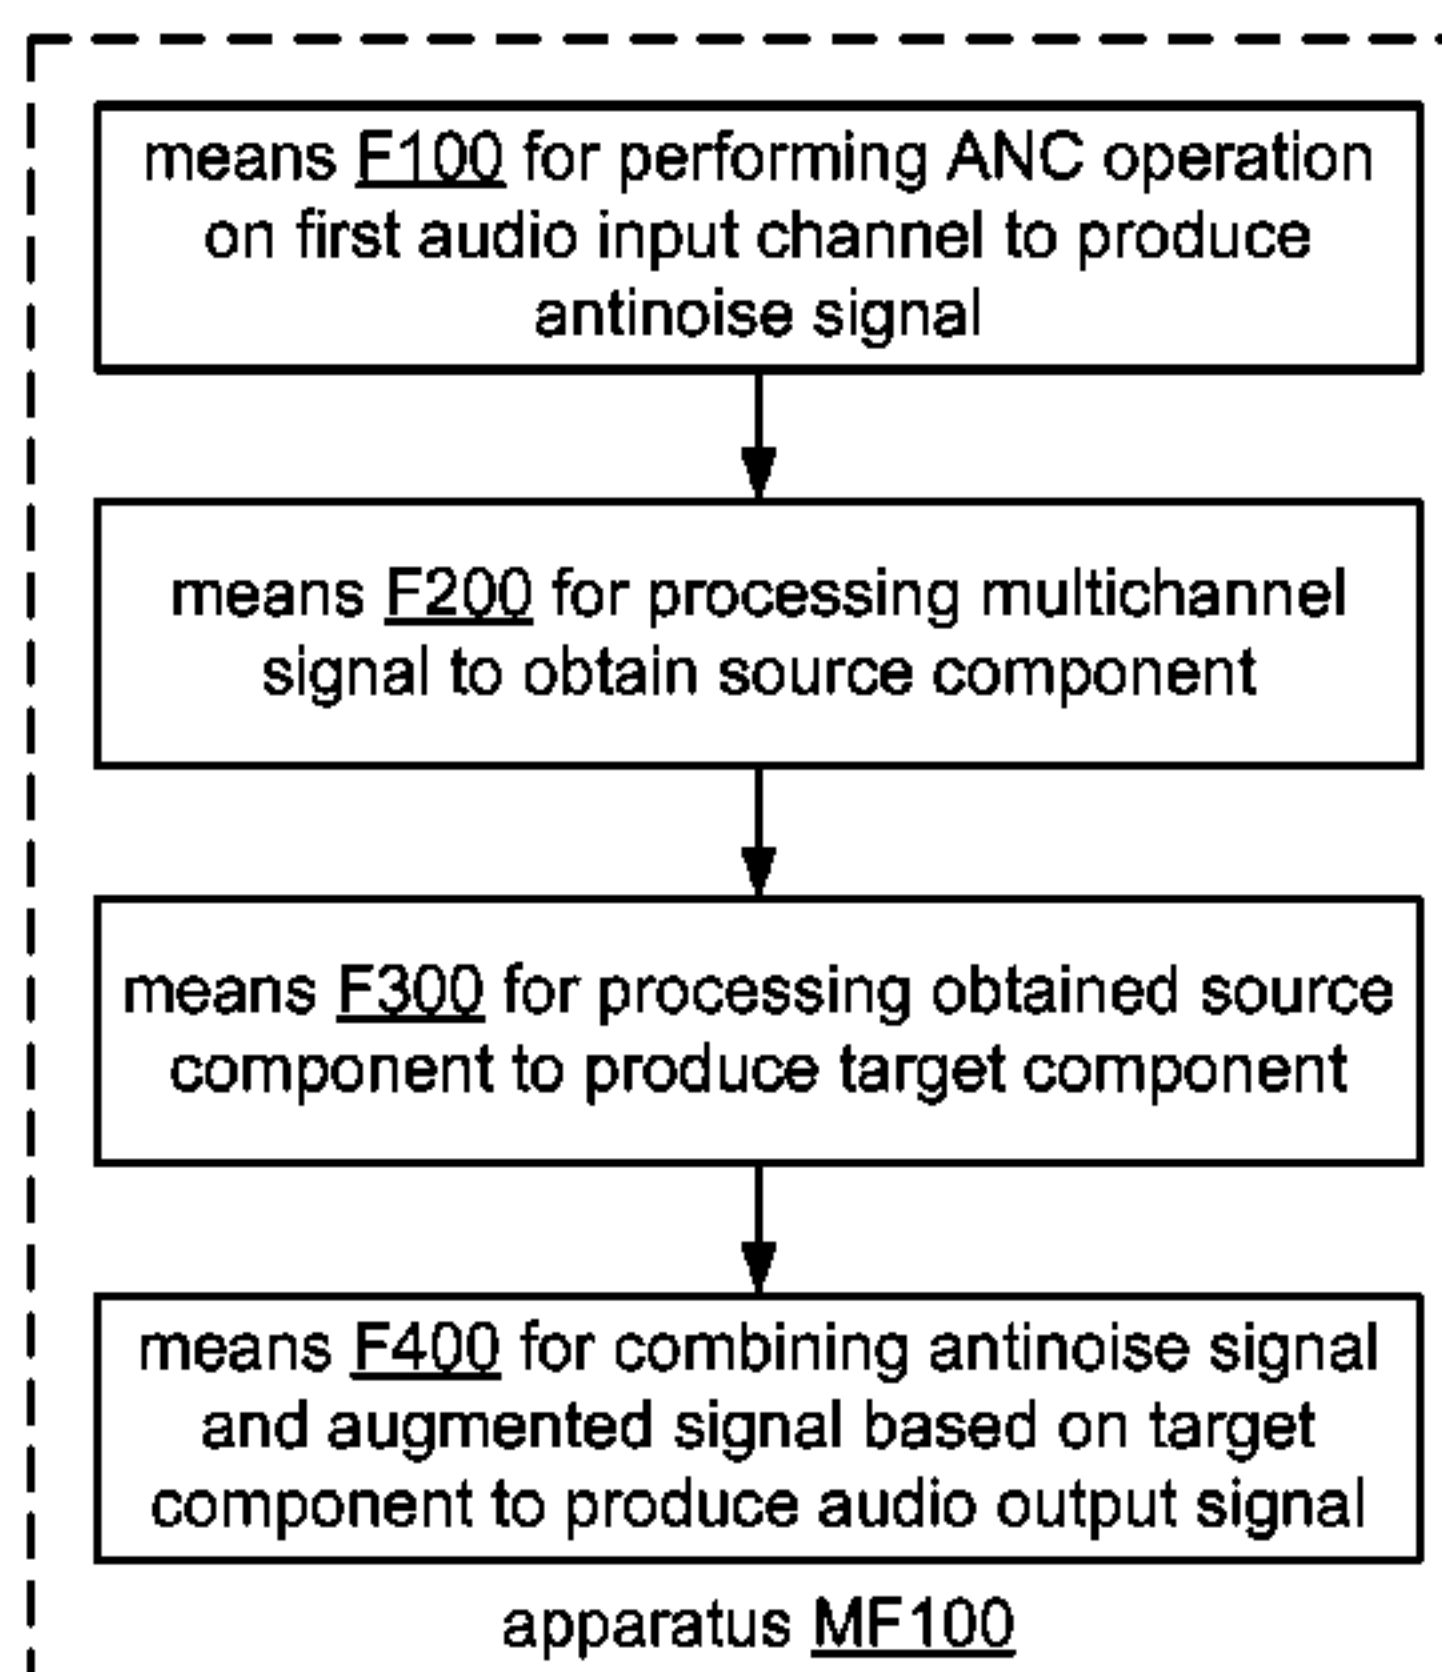 means F100 for performing ANC operation
on first audio input channel to produce
antinoise signal
means F200 for processing multichannel
signal to obtain source component
means F300 for processing obtained source
component to produce target component
means F400 for combining antinoise signal
and augmented signal based on target
component to produce audio output signal
apparatus MF100